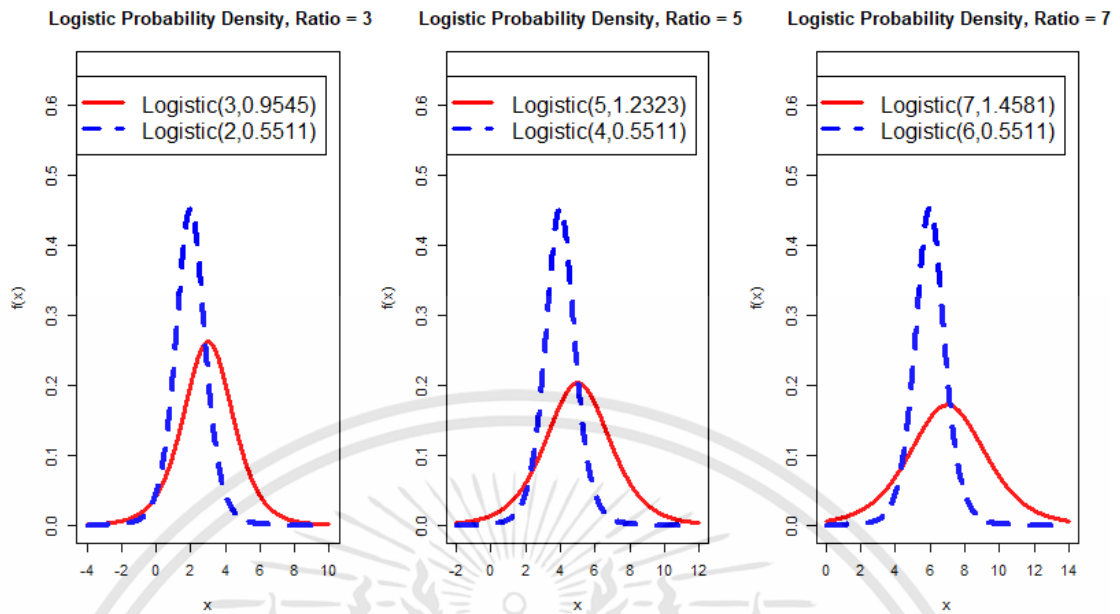 Logistic Probability Density, Ratio = 3
Logistic(3,0.9545)
Logistic(2,0.5511)
f(x)
0.6
0.5
0.4
0.3
0.2
0.1
0.0
-4 -2 0 2 4 6 8 10
x
Logistic Probability Density, Ratio = 5
Logistic(5,1.2323)
Logistic(4,0.5511)
f(x)
0.6
0.5
0.4
0.3
0.2
0.1
0.0
-2 0 2 4 6 8 10 12
x
Logistic Probability Density, Ratio = 7
Logistic(7,1.4581)
Logistic(6,0.5511)
f(x)
0.6
0.5
0.4
0.3
0.2
0.1
0.0
0 2 4 6 8 10 12 14
x